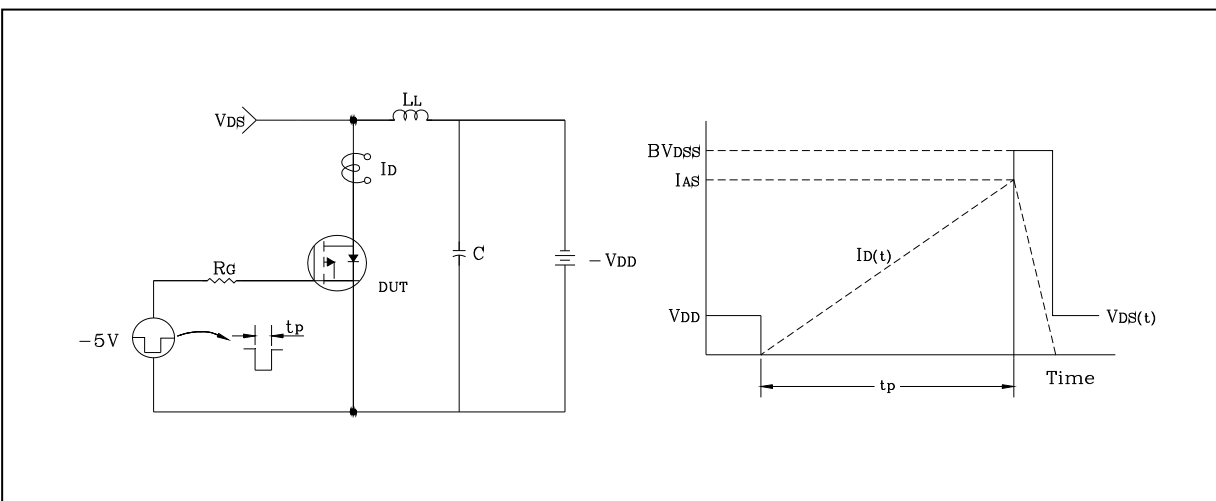 LL
VDS
ID
RG
DUT
C
-VDD
-5V
tp
BVDSS
IAS
ID(t)
VDD
VDS(t)
tp
Time